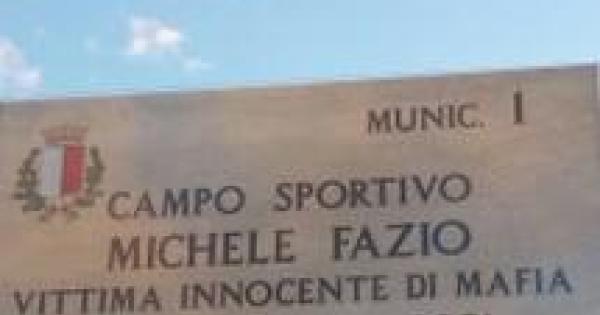 MUNIC. I
CAMPO SPORTIVO
MICHELE FAZIO
VITTIMA INNOCENTE DI MAFIA